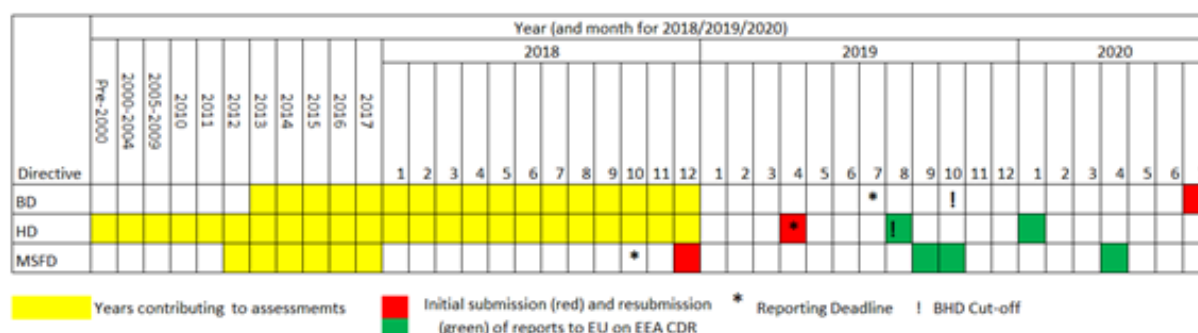 Year (and month for 2018/2019/2020)
2018 2019 2020
Directive Pre-2000 2000-2004 2005-2009 2010 2011 2012 2013 2014 2015 2016 2017 1 2 3 4 5 6 7 8 9 10 11 12 1 2 3 4 5 6 7 8 9 10 11 12 1 2 3 4 5 6
BD * !
HD * !
MSFD *
Years contributing to assessmemts Initial submission (red) and resubmission * Reporting Deadline ! BHD Cut-off
(green) of reports to EU on EEA CDR